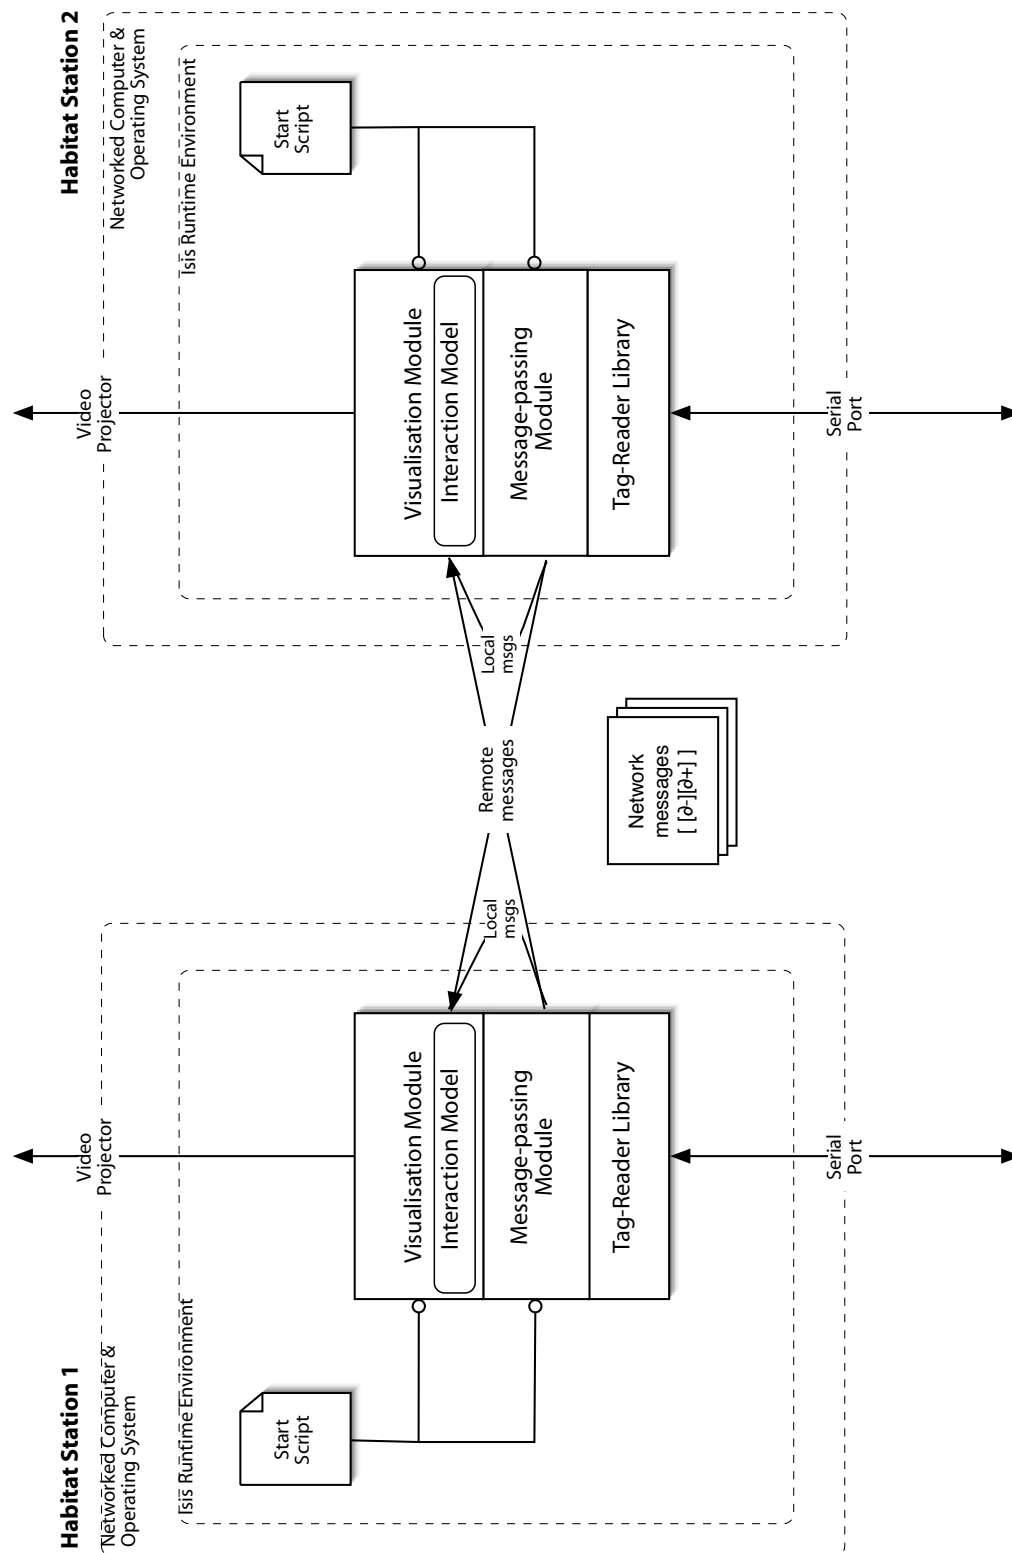 Habitat Station 1
Networked Computer &
Operating System
Isis Runtime Environment
Start
Script
Video
Projector
Visualisation Module
Interaction Model
Message-passing
Module
Tag-Reader Library
Serial
Port
Local
msgs
Remote
messages
Local
msgs
Network
messages
[ [∂-][∂+] ]
Habitat Station 2
Networked Computer &
Operating System
Isis Runtime Environment
Start
Script
Video
Projector
Visualisation Module
Interaction Model
Message-passing
Module
Tag-Reader Library
Serial
Port